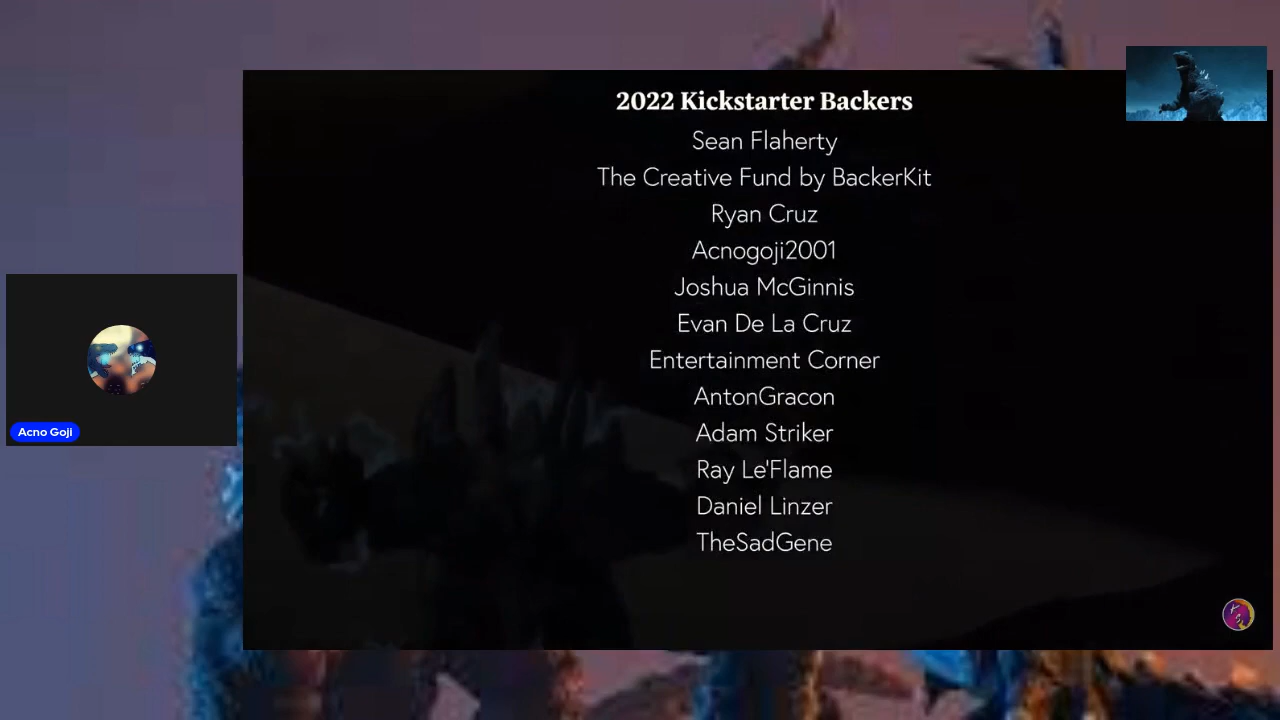 2022 Kickstarter Backers
Sean Flaherty
The Creative Fund by BackerKit
Ryan Cruz
Acnogoji2001
Joshua McGinnis
Evan De La Cruz
Entertainment Corner
AntonGracon
Adam Striker
Ray Le'Flame
Daniel Linzer
TheSadGene
Acno Goji